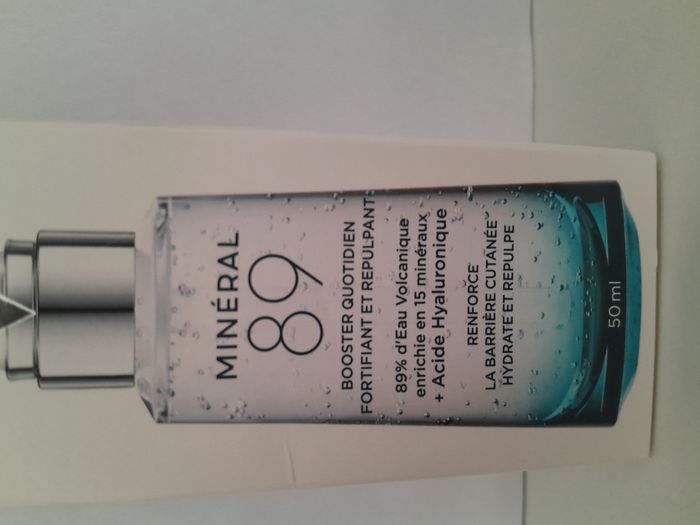 MINÉRAL
89
BOOSTER QUOTIDIEN
FORTIFIANT ET REPULPANT
89% d'Eau Volcanique
enrichie en 15 minéraux
+ Acide Hyaluronique
RENFORCE
LA BARRIÈRE CUTANÉE
HYDRATE ET REPULPE
50 ml